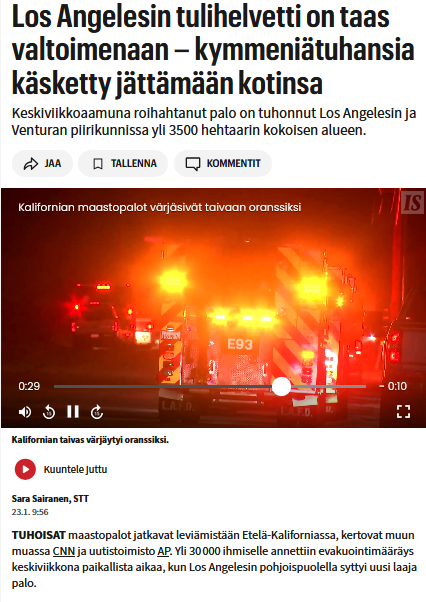 Los Angelesin tulihelvetti on taas
valtoimenaan – kymmeniätuhansia
käsketty jättämään kotinsa
Keskiviikkoaamuna roihahtanut palo on tuhonnut Los Angelesin ja
Venturan piirikunnissa yli 3500 hehtaarin kokoisen alueen.
JAA
TALLENNA
KOMMENTIT
Kalifornian maastopalot värjäsivät taivaan oranssiksi
IS
E93
L.A.F.D.
0:29
-0:10
Kalifornian taivas värjäytyi oranssiksi.
Kuuntele juttu
Sara Sairanen, STT
23.1. 9:56
TUHOISAT maastopalot jatkavat leviämistään Etelä-Kaliforniassa, kertovat muun
muassa CNN ja uutistoimisto AP. Yli 30 000 ihmiselle annettiin evakuointimääräys
keskiviikkona paikallista aikaa, kun Los Angelesin pohjoispuolella syttyi uusi laaja
palo.